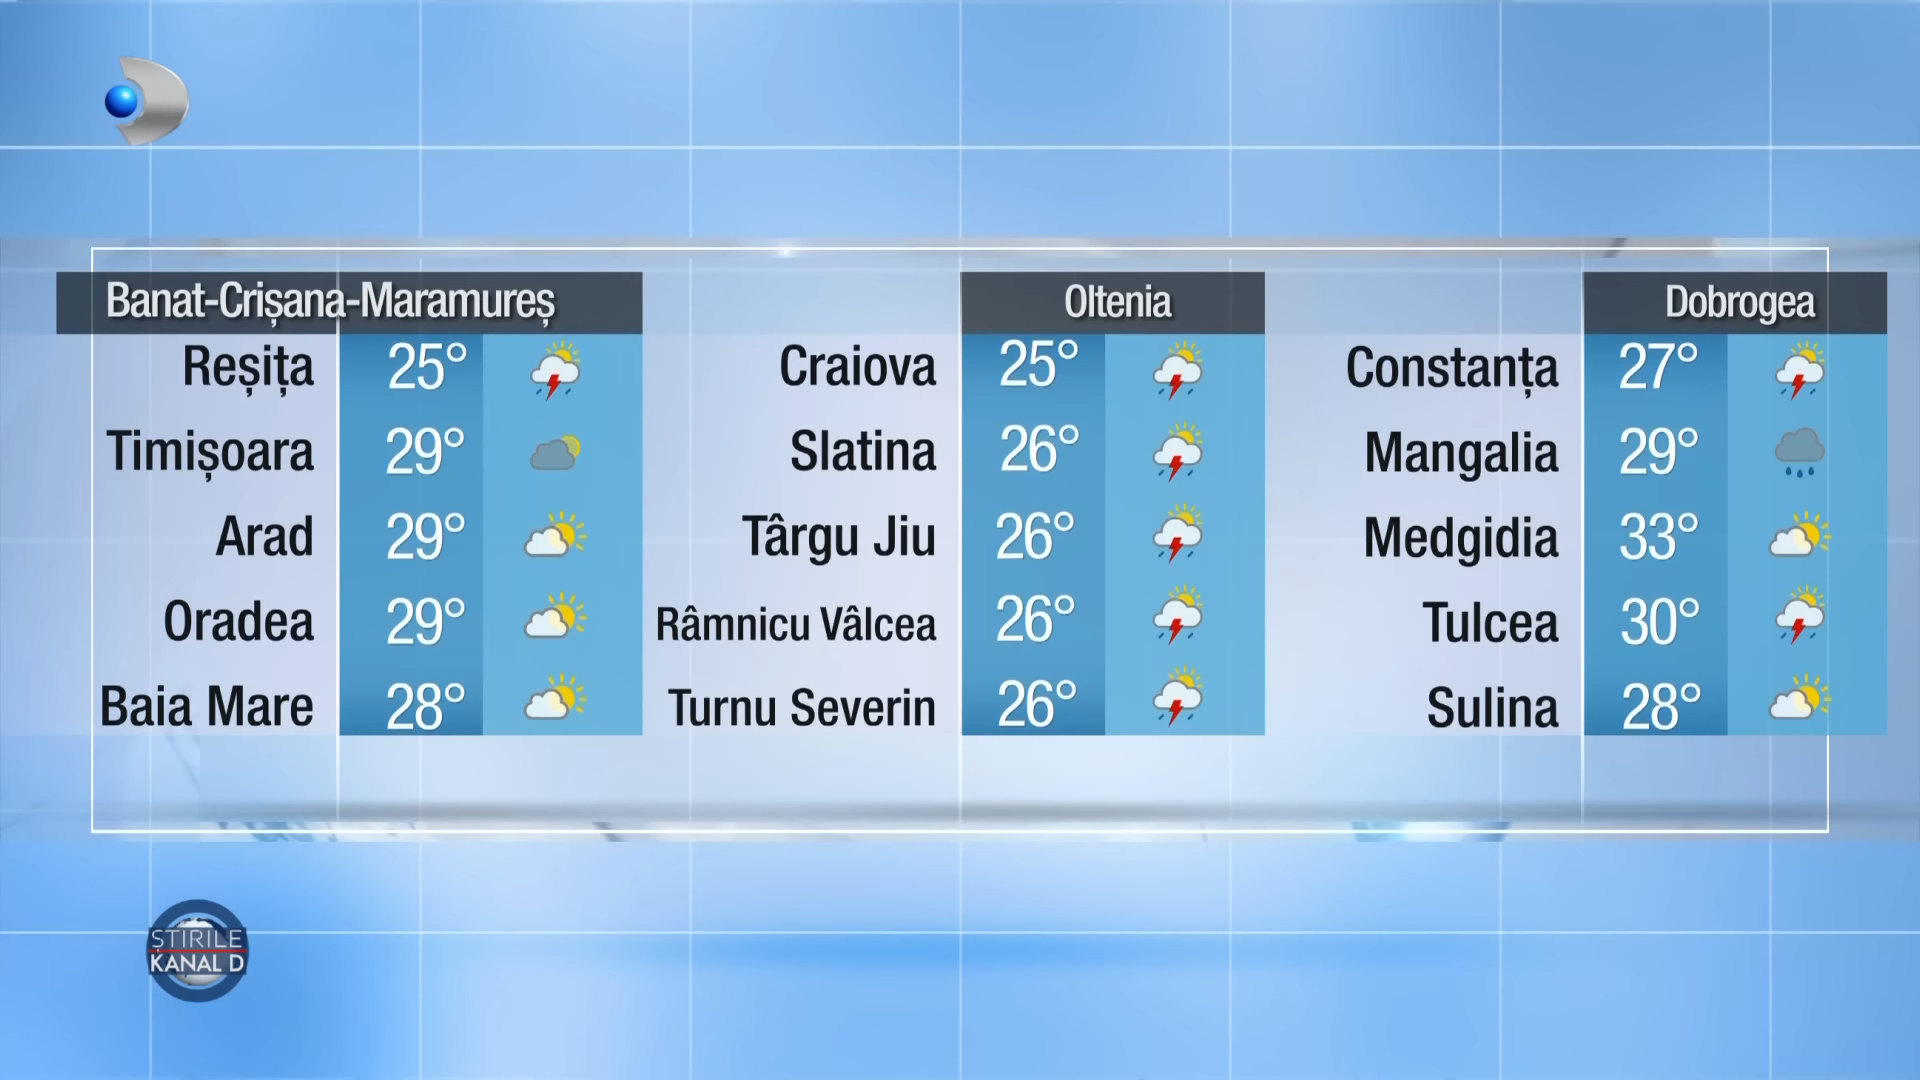 Banat-Crișana-Maramureș
Reșița 25°
Timișoara 29°
Arad 29°
Oradea 29°
Baia Mare 28°
Oltenia
Craiova 25°
Slatina 26°
Târgu Jiu 26°
Râmnicu Vâlcea 26°
Turnu Severin 26°
Dobrogea
Constanța 27°
Mangalia 29°
Medgidia 33°
Tulcea 30°
Sulina 28°
ȘTIRILE
KANAL D